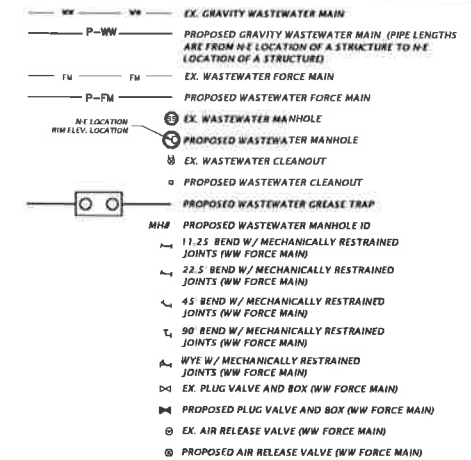 WW WW EX. GRAVITY WASTEWATER MAIN
P-WW PROPOSED GRAVITY WASTEWATER MAIN (PIPE LENGTHS
ARE FROM N-E LOCATION OF A STRUCTURE TO N-E
LOCATION OF A STRUCTURE)
FM FM EX. WASTEWATER FORCE MAIN
P-FM PROPOSED WASTEWATER FORCE MAIN
EX. WASTEWATER MANHOLE
N-E LOCATION
RIM ELEV. LOCATION
PROPOSED WASTEWATER MANHOLE
EX. WASTEWATER CLEANOUT
PROPOSED WASTEWATER CLEANOUT
PROPOSED WASTEWATER GREASE TRAP
MH# PROPOSED WASTEWATER MANHOLE ID
11.25° BEND W/ MECHANICALLY RESTRAINED
JOINTS (WW FORCE MAIN)
22.5° BEND W/ MECHANICALLY RESTRAINED
JOINTS (WW FORCE MAIN)
45° BEND W/ MECHANICALLY RESTRAINED
JOINTS (WW FORCE MAIN)
90° BEND W/ MECHANICALLY RESTRAINED
JOINTS (WW FORCE MAIN)
WYE W/ MECHANICALLY RESTRAINED
JOINTS (WW FORCE MAIN)
EX. PLUG VALVE AND BOX (WW FORCE MAIN)
PROPOSED PLUG VALVE AND BOX (WW FORCE MAIN)
EX. AIR RELEASE VALVE (WW FORCE MAIN)
PROPOSED AIR RELEASE VALVE (WW FORCE MAIN)